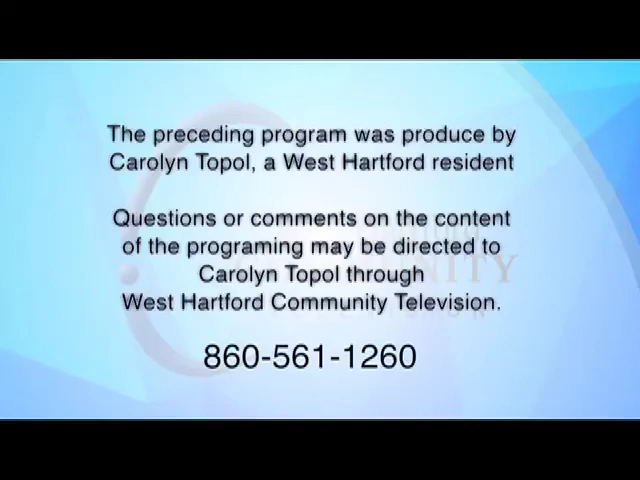 The preceding program was produce by
Carolyn Topol, a West Hartford resident
Questions or comments on the content
of the programing may be directed to
Carolyn Topol through
West Hartford Community Television.
860-561-1260